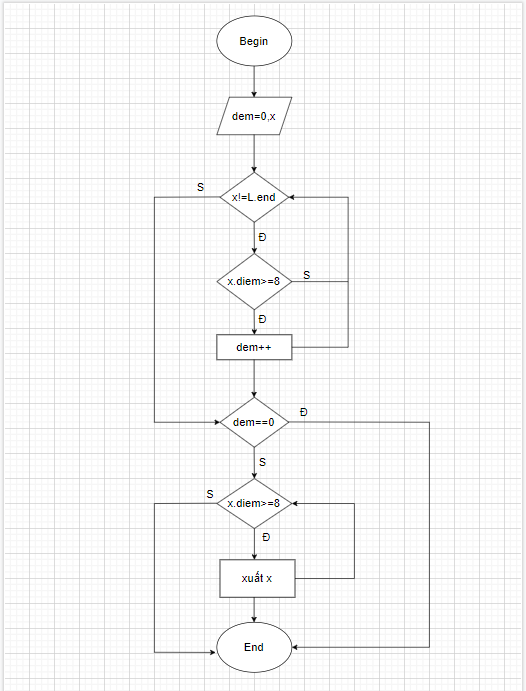 Begin
dem=0,x
S
x!=L.end
Đ
x.diem>=8
S
Đ
dem++
Đ
dem==0
S
S
x.diem>=8
Đ
xuất x
End